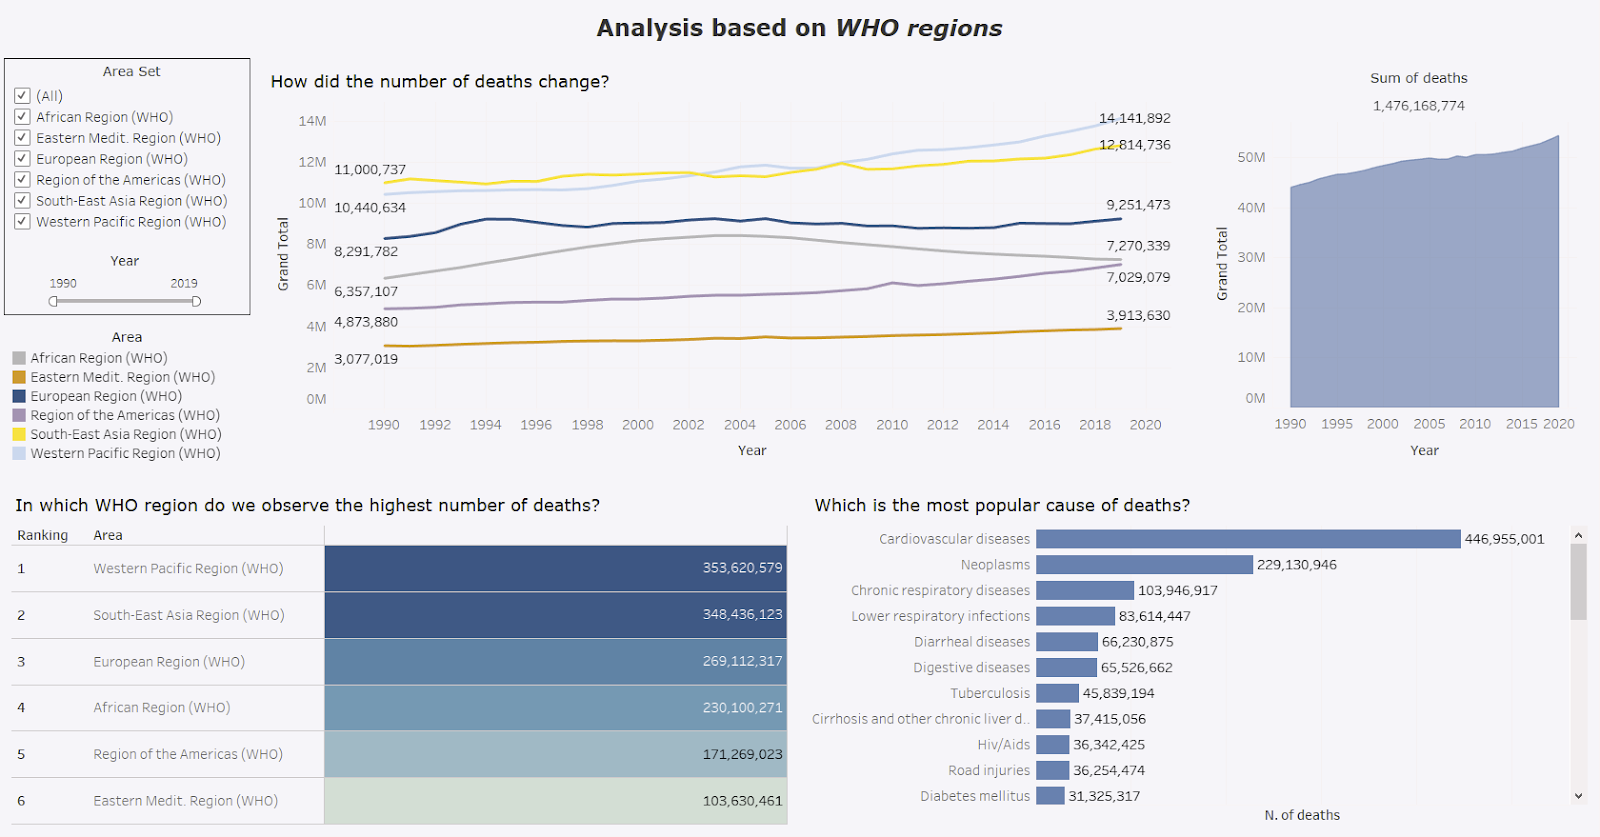 Analysis based on WHO regions
Area Set
(All)
African Region (WHO)
Eastern Medit. Region (WHO)
European Region (WHO)
Region of the Americas (WHO)
South-East Asia Region (WHO)
Western Pacific Region (WHO)
Year
1990 2019
Area
African Region (WHO)
Eastern Medit. Region (WHO)
European Region (WHO)
Region of the Americas (WHO)
South-East Asia Region (WHO)
Western Pacific Region (WHO)
How did the number of deaths change?
Grand Total
14M
12M
10M
8M
6M
4M
2M
0M
11,000,737
10,440,634
8,291,782
6,357,107
4,873,880
3,077,019
14,141,892
12,814,736
9,251,473
7,270,339
7,029,079
3,913,630
1990 1992 1994 1996 1998 2000 2002 2004 2006 2008 2010 2012 2014 2016 2018 2020
Year
Sum of deaths
1,476,168,774
Grand Total
50M
40M
30M
20M
10M
0M
1990 1995 2000 2005 2010 2015 2020
Year
In which WHO region do we observe the highest number of deaths?
Ranking Area
1 Western Pacific Region (WHO) 353,620,579
2 South-East Asia Region (WHO) 348,436,123
3 European Region (WHO) 269,112,317
4 African Region (WHO) 230,100,271
5 Region of the Americas (WHO) 171,269,023
6 Eastern Medit. Region (WHO) 103,630,461
Which is the most popular cause of deaths?
Cardiovascular diseases 446,955,001
Neoplasms 229,130,946
Chronic respiratory diseases 103,946,917
Lower respiratory infections 83,614,447
Diarrheal diseases 66,230,875
Digestive diseases 65,526,662
Tuberculosis 45,839,194
Cirrhosis and other chronic liver d.. 37,415,056
Hiv/Aids 36,342,425
Road injuries 36,254,474
Diabetes mellitus 31,325,317
N. of deaths